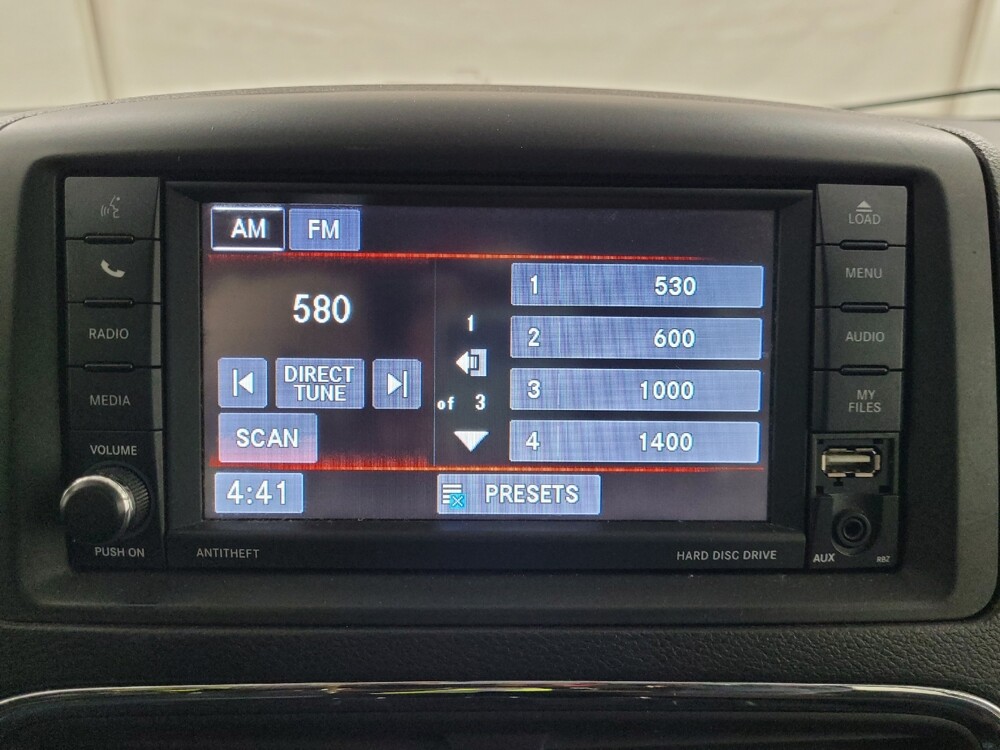 AM FM
580
DIRECT
TUNE
SCAN
4:41
1
of 3
1 530
2 600
3 1000
4 1400
PRESETS
RADIO
MEDIA
VOLUME
PUSH ON
ANTITHEFT
HARD DISC DRIVE
LOAD
MENU
AUDIO
MY
FILES
AUX
RBZ